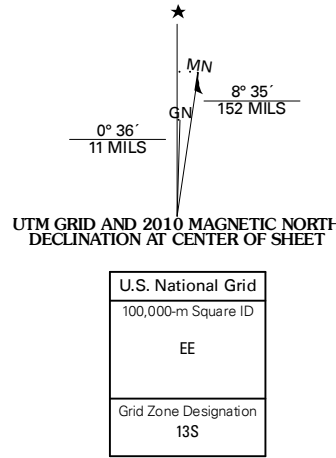 ★
MN
GN
8° 35´
152 MILS
0° 36´
11 MILS
UTM GRID AND 2010 MAGNETIC NORTH
DECLINATION AT CENTER OF SHEET
U.S. National Grid
100,000-m Square ID
EE
Grid Zone Designation
13S